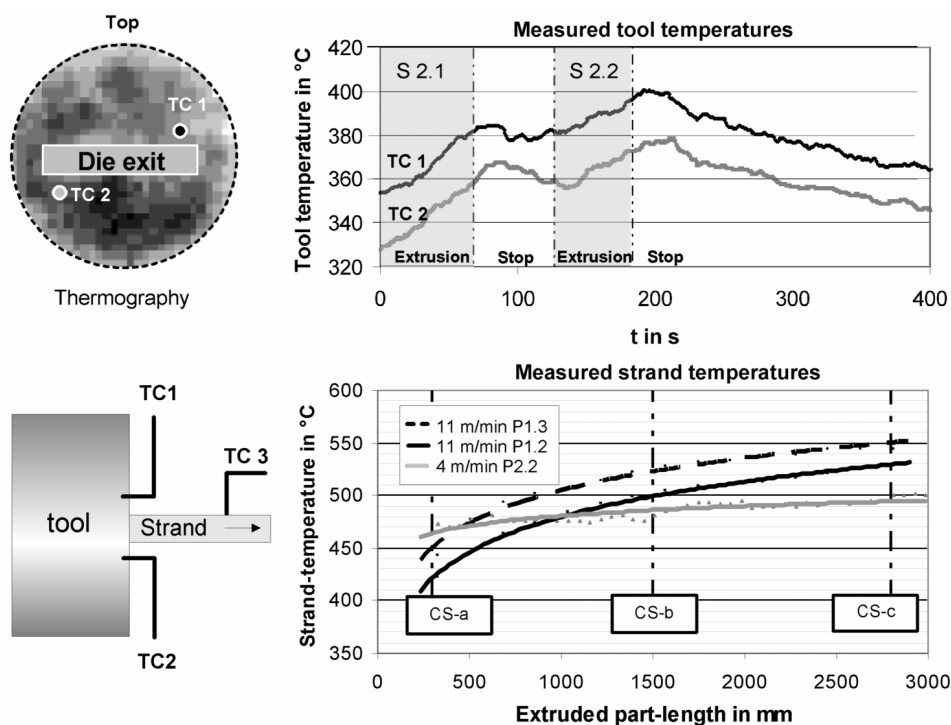 Top
TC 1
Die exit
TC 2
Thermography
Measured tool temperatures
Tool temperature in °C
420
400
380
360
340
320
S 2.1
S 2.2
TC 1
TC 2
Extrusion
Stop
Extrusion
Stop
0
100
200
300
400
t in s
TC1
TC 3
tool
Strand
TC2
Measured strand temperatures
Strand-temperature in °C
600
550
500
450
400
350
11 m/min P1.3
11 m/min P1.2
4 m/min P2.2
CS-a
CS-b
CS-c
0
500
1000
1500
2000
2500
3000
Extruded part-length in mm